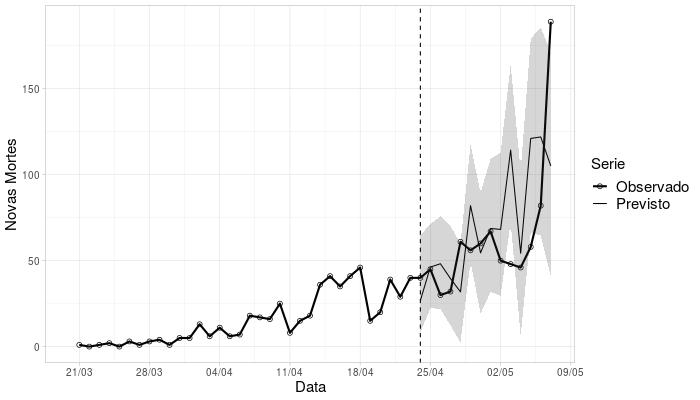 Novas Mortes
150
100
50
0
21/03 28/03 04/04 11/04 18/04 25/04 02/05 09/05
Data
Serie
Observado
Previsto